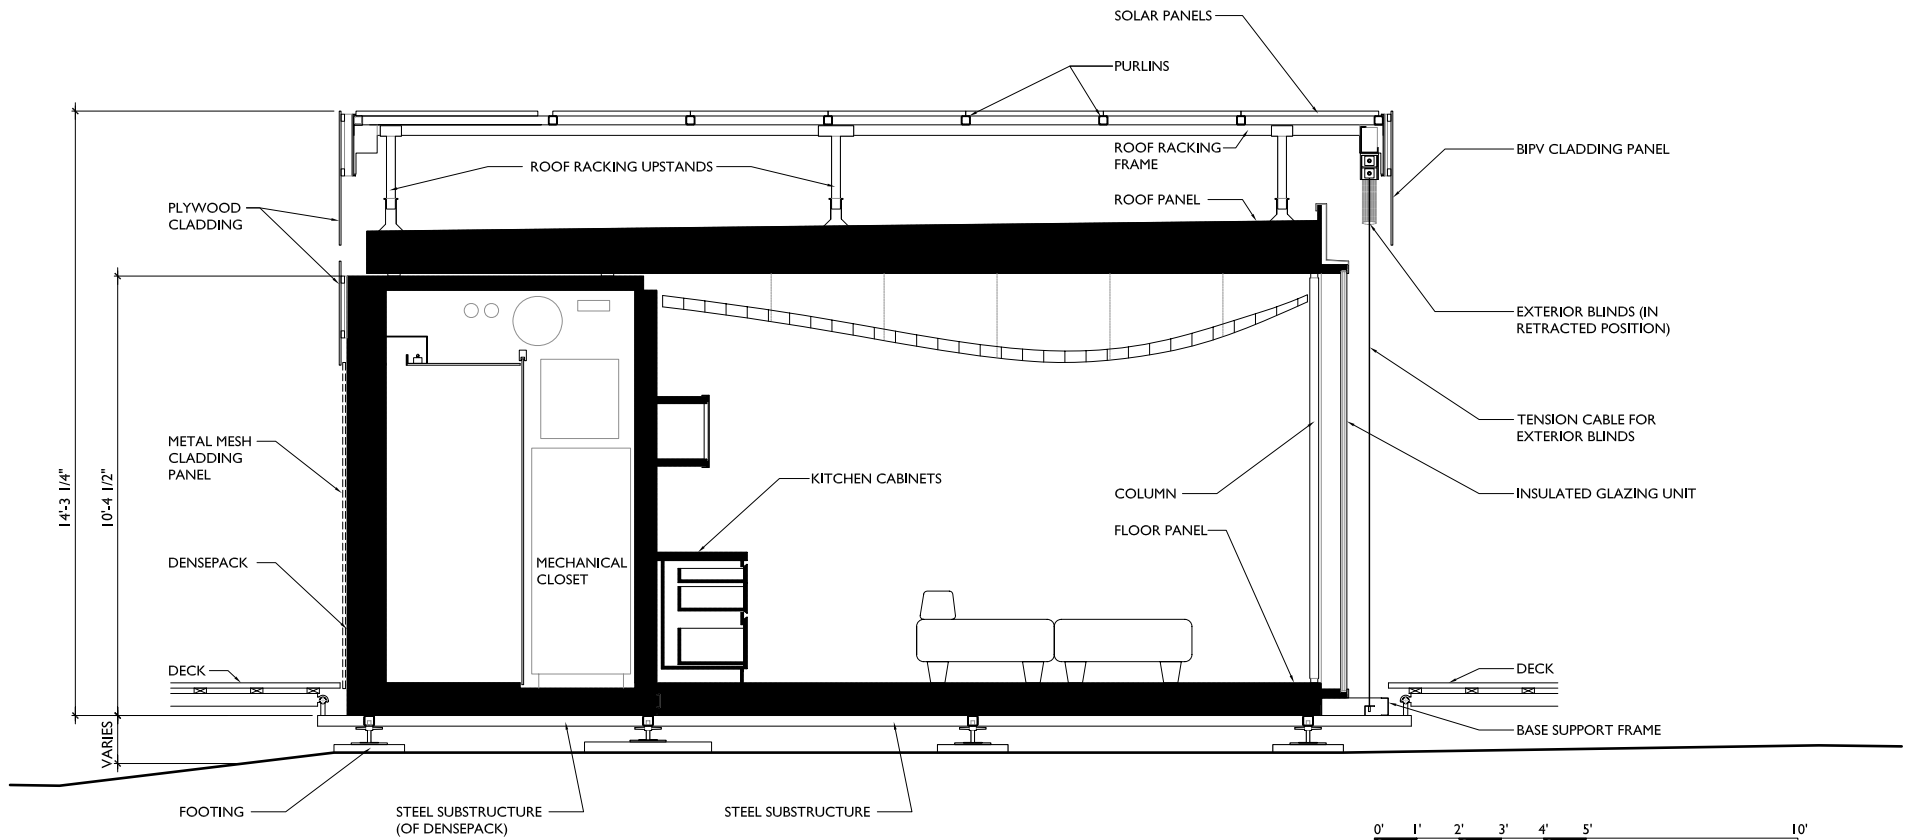 SOLAR PANELS
PURLINS
ROOF RACKING
FRAME
BIPV CLADDING PANEL
ROOF RACKING UPSTANDS
ROOF PANEL
PLYWOOD
CLADDING
EXTERIOR BLINDS (IN
RETRACTED POSITION)
TENSION CABLE FOR
EXTERIOR BLINDS
METAL MESH
CLADDING
PANEL
14'-3 1/4"
10'-4 1/2"
KITCHEN CABINETS
COLUMN
INSULATED GLAZING UNIT
FLOOR PANEL
DENSEPACK
MECHANICAL
CLOSET
DECK
DECK
VARIES
BASE SUPPORT FRAME
FOOTING
STEEL SUBSTRUCTURE
(OF DENSEPACK)
STEEL SUBSTRUCTURE
0' 1' 2' 3' 4' 5' 10'